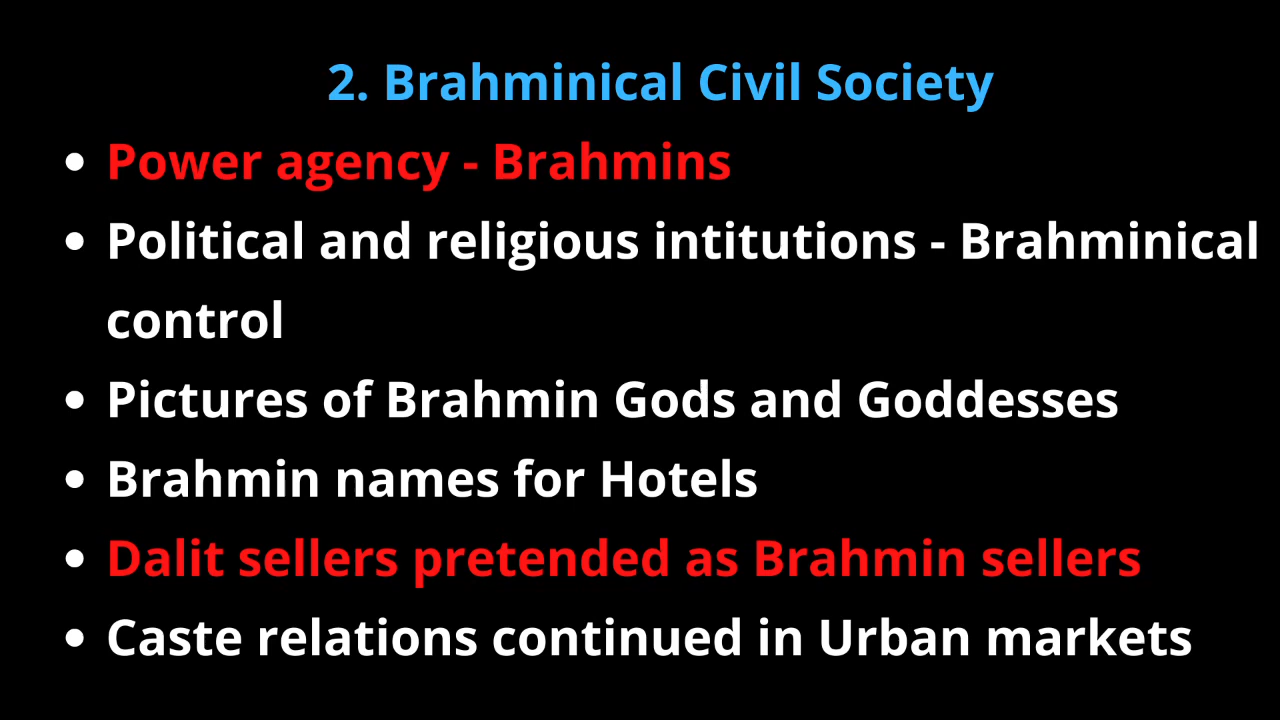 2. Brahminical Civil Society
• Power agency - Brahmins
• Political and religious intitutions - Brahminical
control
• Pictures of Brahmin Gods and Goddesses
• Brahmin names for Hotels
• Dalit sellers pretended as Brahmin sellers
• Caste relations continued in Urban markets